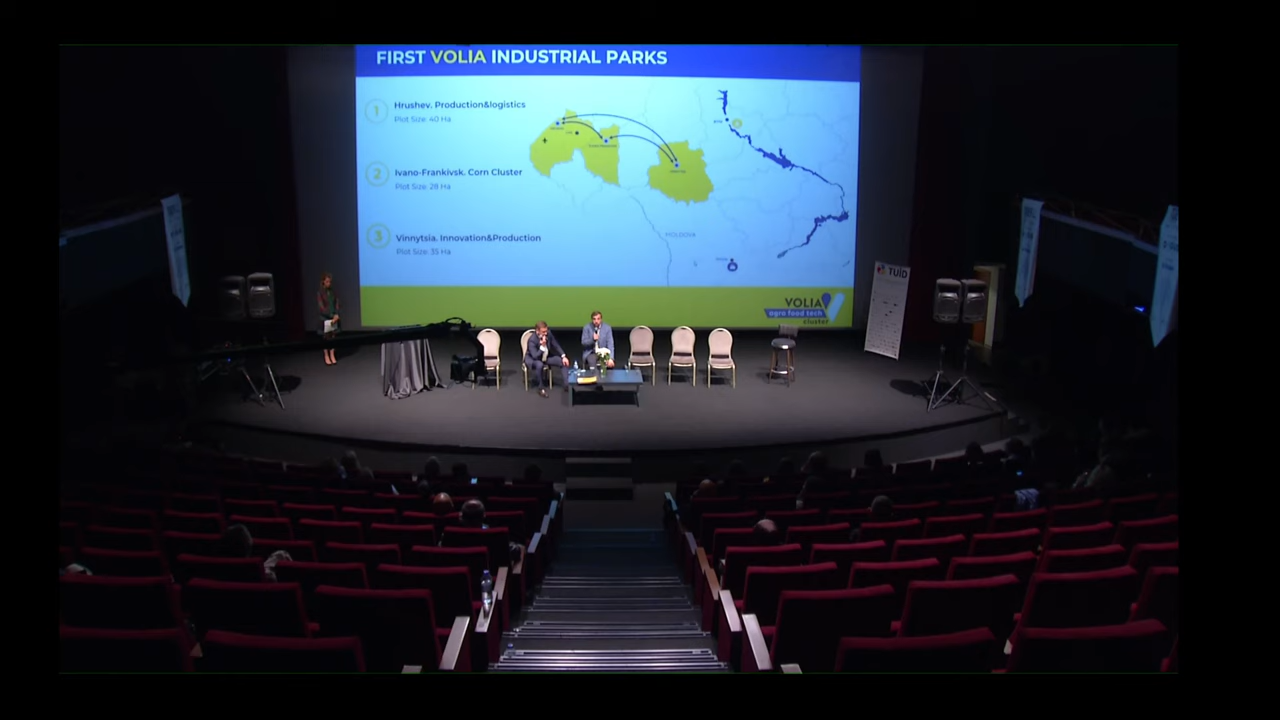 FIRST VOLIA INDUSTRIAL PARKS
1
Hrushev. Production&logistics
Plot Size: 40 Ha
2
Ivano-Frankivsk. Corn Cluster
Plot Size: 28 Ha
3
Vinnytsia. Innovation&Production
Plot Size: 35 Ha
MOLDOVA
VOLIA
agro food tech
cluster
TUID